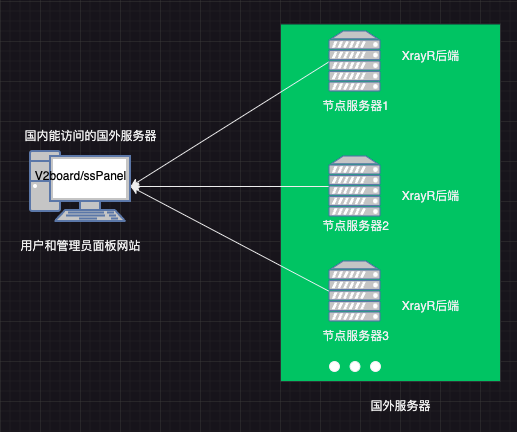 XrayR后端
节点服务器1
国内能访问的国外服务器
V2board/ssPanel
XrayR后端
节点服务器2
用户和管理员面板网站
XrayR后端
节点服务器3
国外服务器